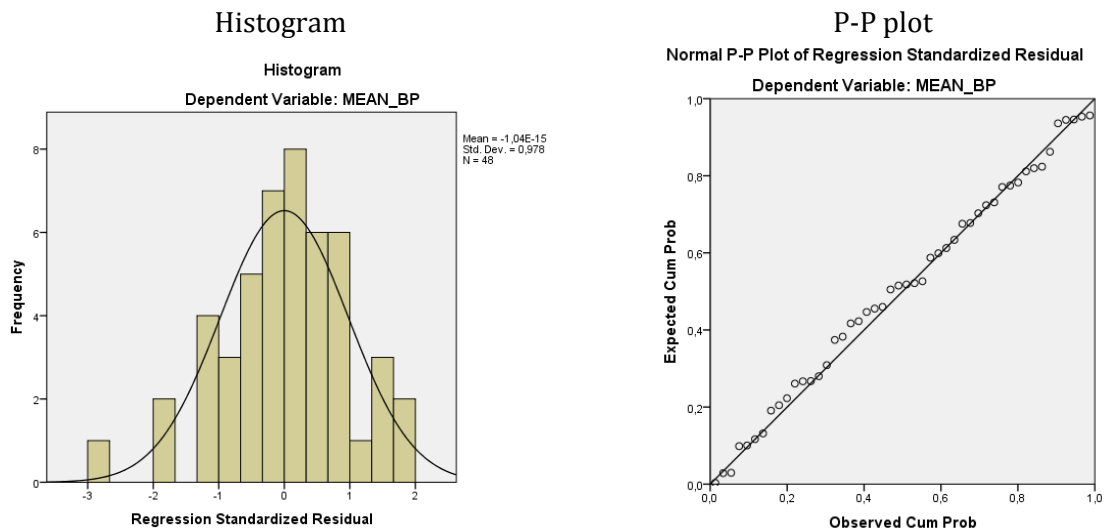 Histogram
Histogram
Dependent Variable: MEAN_BP
Mean = -1,04E-15
Std. Dev. = 0,978
N = 48
8
6
4
2
0
Frequency
-3 -2 -1 0 1 2
Regression Standardized Residual
P-P plot
Normal P-P Plot of Regression Standardized Residual
Dependent Variable: MEAN_BP
1,0
0,8
0,6
0,4
0,2
0,0
Expected Cum Prob
0,0 0,2 0,4 0,6 0,8 1,0
Observed Cum Prob